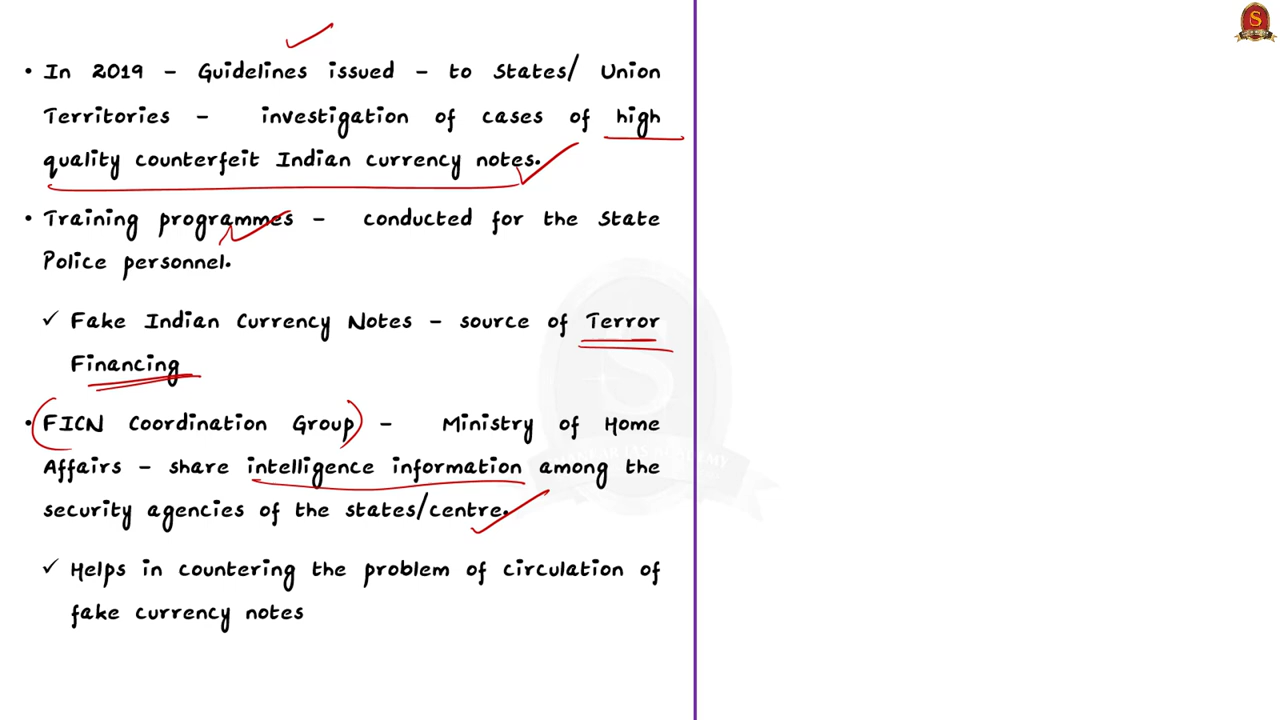 • In 2019 – Guidelines issued – to States/ Union
Territories – investigation of cases of high
quality counterfeit Indian currency notes.
• Training programmes – conducted for the State
Police personnel.
✓ Fake Indian Currency Notes – source of Terror
Financing
• FICN Coordination Group – Ministry of Home
Affairs – share intelligence information among the
security agencies of the states/centre.
✓ Helps in countering the problem of circulation of
fake currency notes